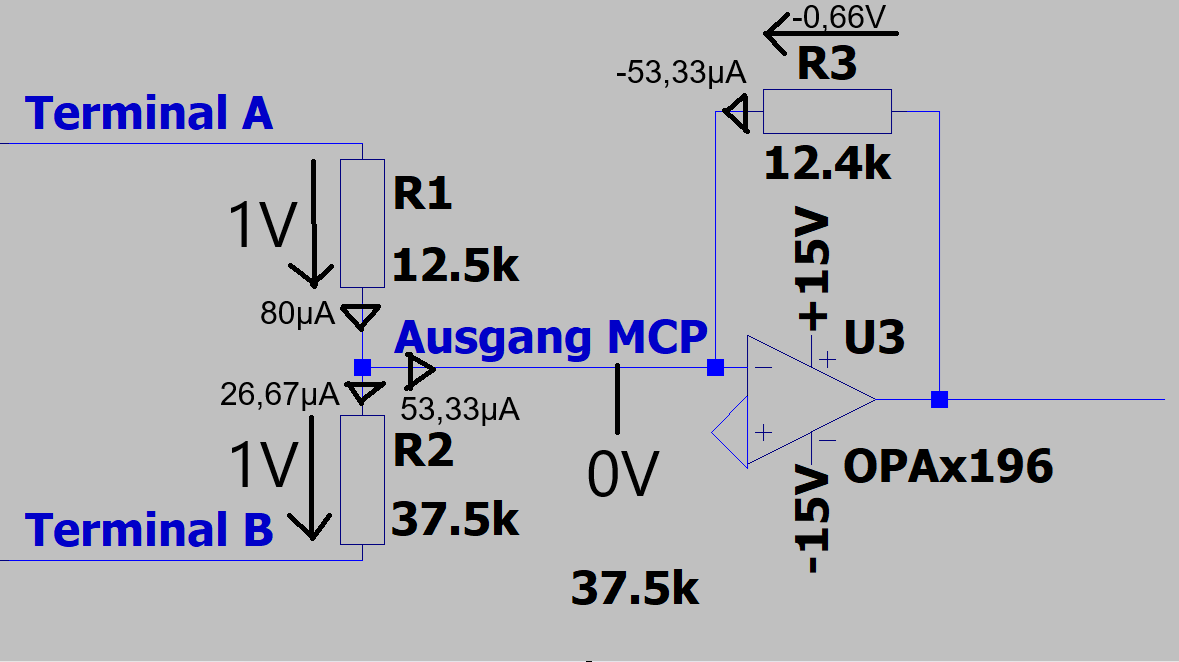 -0,66V
R3
-53,33µA
12.4k
Terminal A
R1
1V
12.5k
+15V
80µA
Ausgang MCP
U3
26,67µA
53,33µA
R2
1V
0V
OPAx196
37.5k
Terminal B
-15V
37.5k